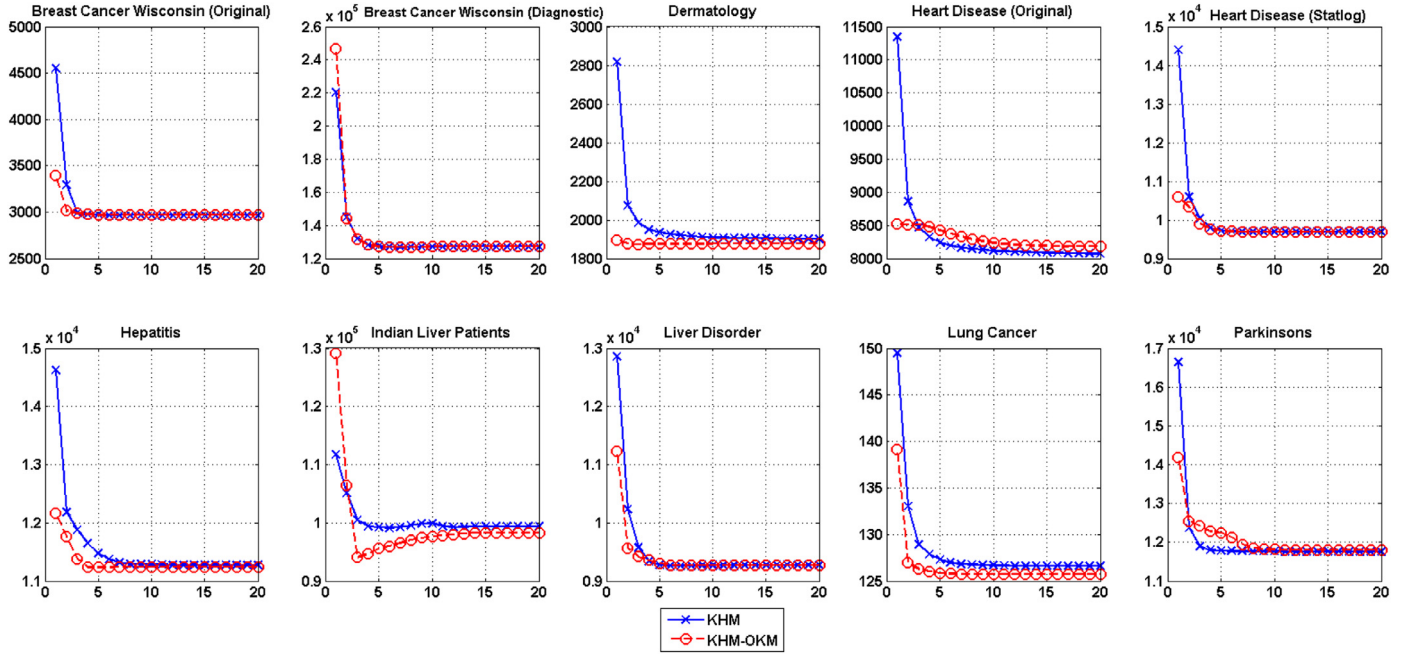 Breast Cancer Wisconsin (Original)
5000
4500
4000
3500
3000
2500
0 5 10 15 20
x 10^5 Breast Cancer Wisconsin (Diagnostic)
2.6
2.4
2.2
2
1.8
1.6
1.4
1.2
0 5 10 15 20
Dermatology
3000
2800
2600
2400
2200
2000
1800
0 5 10 15 20
Heart Disease (Original)
11500
11000
10500
10000
9500
9000
8500
8000
0 5 10 15 20
x 10^4 Heart Disease (Statlog)
1.5
1.4
1.3
1.2
1.1
1
0.9
0 5 10 15 20
x 10^4 Hepatitis
1.5
1.4
1.3
1.2
1.1
0 5 10 15 20
x 10^5 Indian Liver Patients
1.3
1.2
1.1
1
0.9
0 5 10 15 20
x 10^4 Liver Disorder
1.3
1.2
1.1
1
0.9
0 5 10 15 20
Lung Cancer
150
145
140
135
130
125
0 5 10 15 20
x 10^4 Parkinsons
1.7
1.6
1.5
1.4
1.3
1.2
1.1
0 5 10 15 20
KHM
KHM-OKM